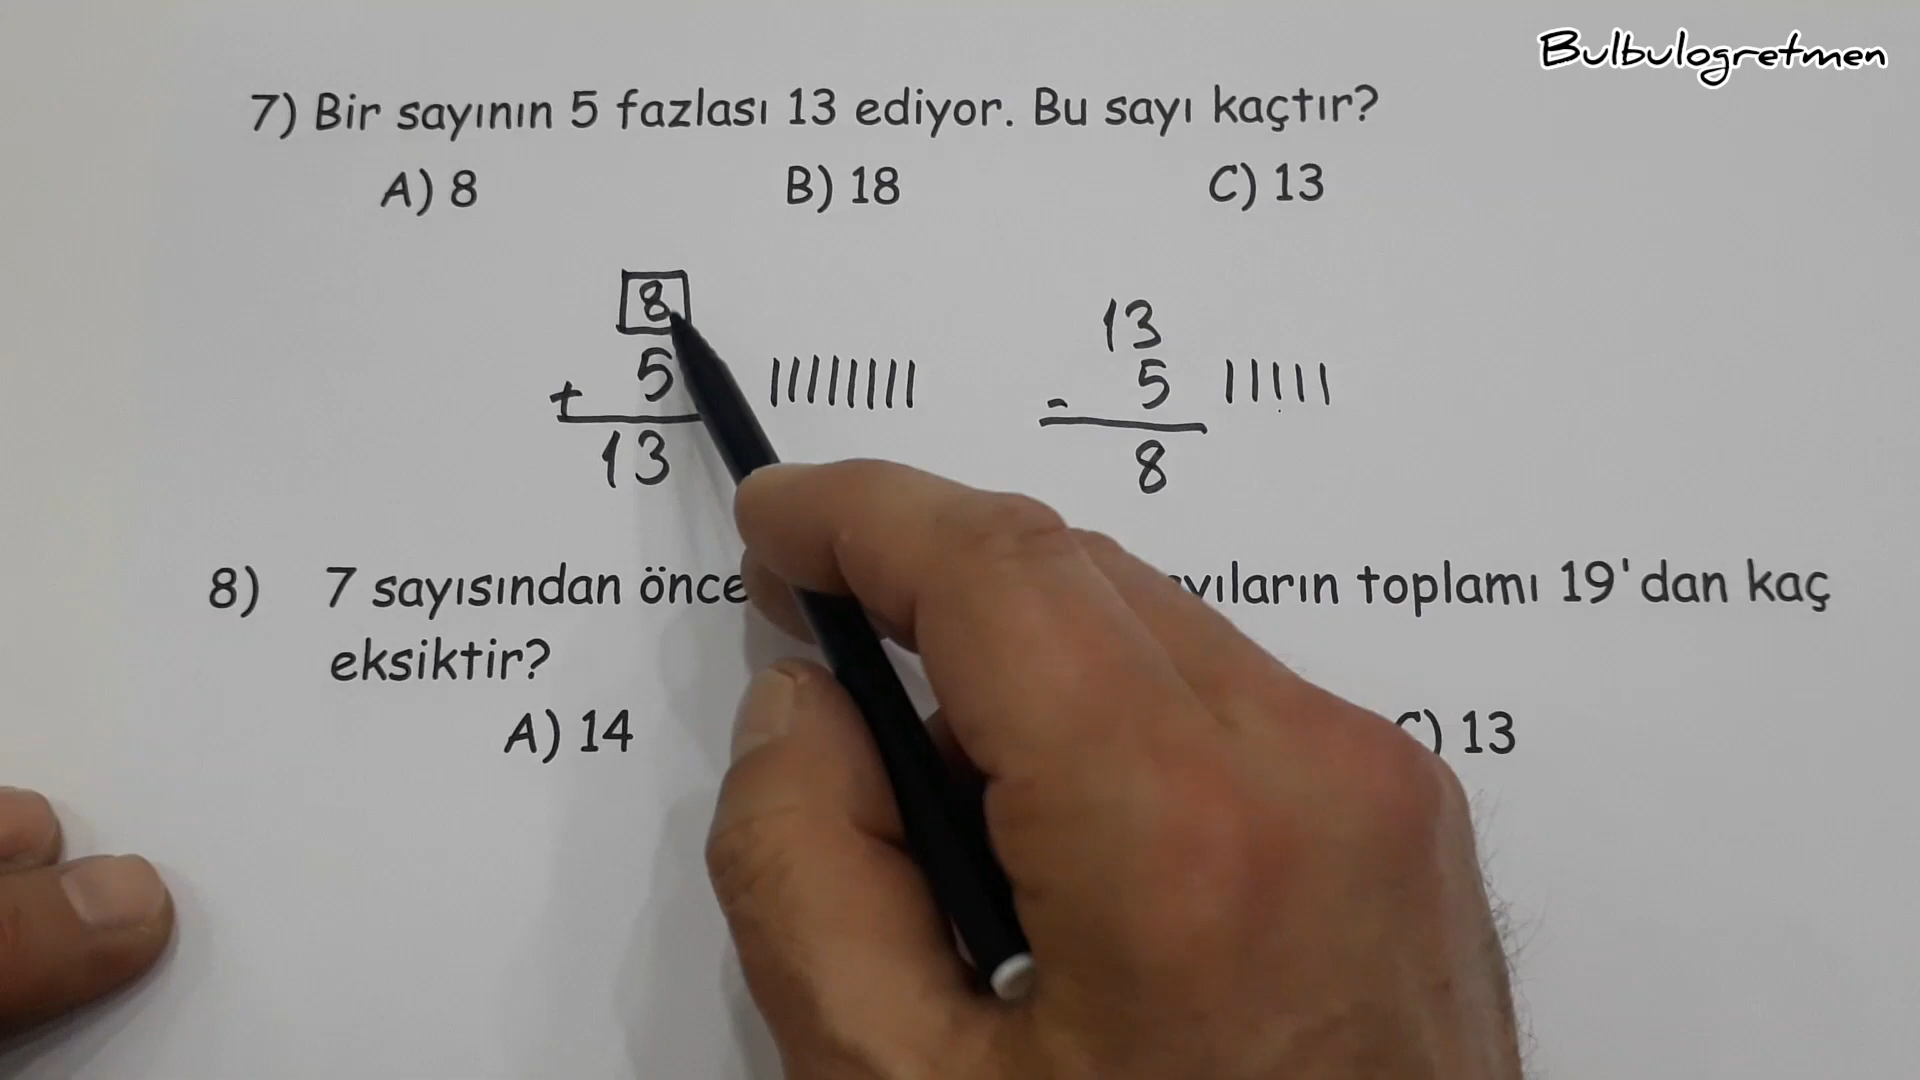 Bulbulogretmen
7) Bir sayının 5 fazlası 13 ediyor. Bu sayı kaçtır?
A) 8 B) 18 C) 13
8
+ 5
13
13
- 5
8
8) 7 sayısından önce toplamı 19'dan kaç
eksiktir?
A) 14 C) 13